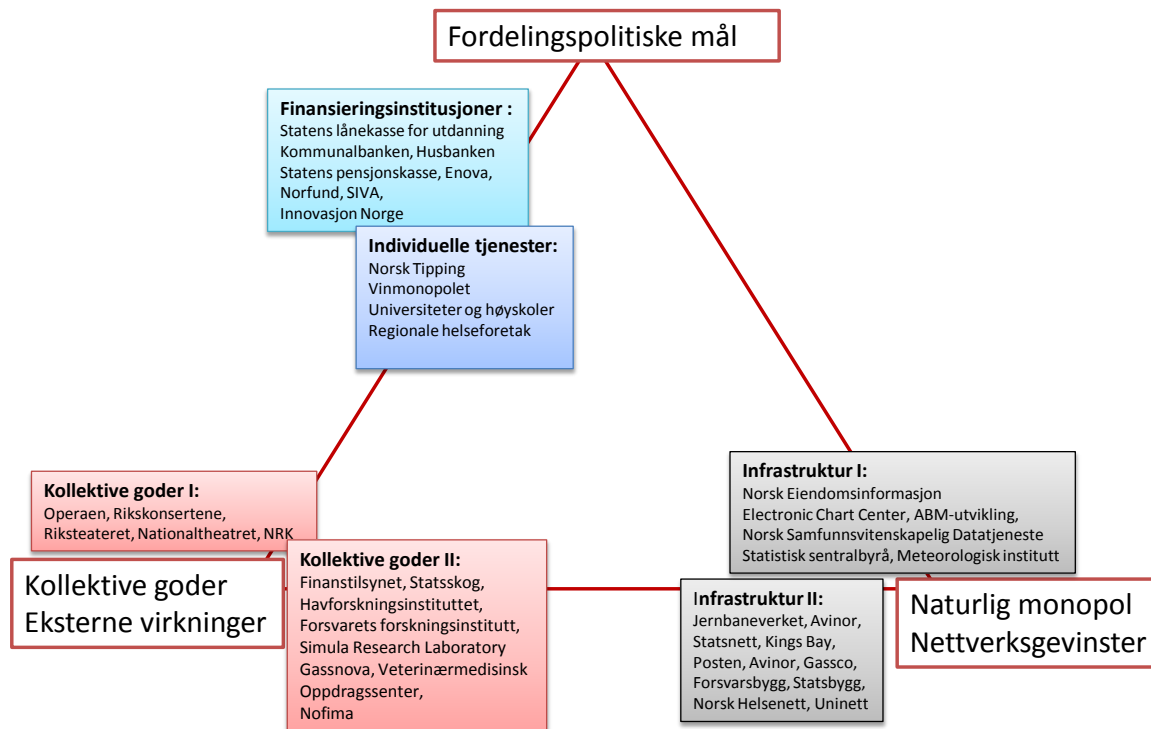 Fordelingspolitiske mål
Finansieringsinstitusjoner :
Statens lånekasse for utdanning
Kommunalbanken, Husbanken
Statens pensjonskasse, Enova,
Norfund, SIVA,
Innovasjon Norge
Individuelle tjenester:
Norsk Tipping
Vinmonopolet
Universiteter og høyskoler
Regionale helseforetak
Kollektive goder I:
Operaen, Rikskonsertene,
Riksteateret, Nationaltheatret, NRK
Infrastruktur I:
Norsk Eiendomsinformasjon
Electronic Chart Center, ABM-utvikling,
Norsk Samfunnsvitenskapelig Datatjeneste
Statistisk sentralbyrå, Meteorologisk institutt
Kollektive goder
Eksterne virkninger
Kollektive goder II:
Finanstilsynet, Statsskog,
Havforskningsinstituttet,
Forsvarets forskningsinstitutt,
Simula Research Laboratory
Gassnova, Veterinærmedisinsk
Oppdragssenter,
Nofima
Infrastruktur II:
Jernbaneverket, Avinor,
Statsnett, Kings Bay,
Posten, Avinor, Gassco,
Forsvarsbygg, Statsbygg,
Norsk Helsenett, Uninett
Naturlig monopol
Nettverksgevinster